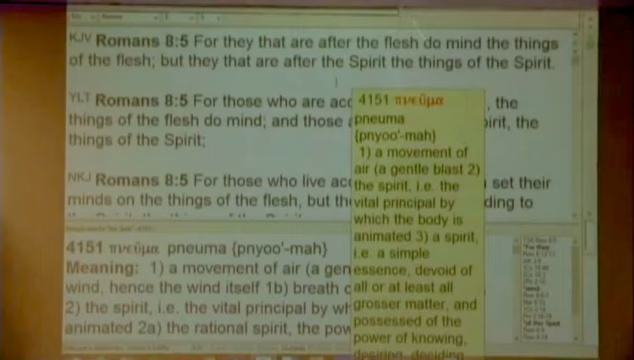 KJV Romans 8:5 For they that are after the flesh do mind the things
of the flesh; but they that are after the Spirit the things of the Spirit.
YLT Romans 8:5 For those who are acc , the
things of the flesh do mind; and those irit, the
things of the Spirit;
NKJ Romans 8:5 For those who live acc set their
minds on the things of the flesh, but th ding to
4151 πνεῦμα
pneuma
{pnyoo'-mah}
1) a movement of
air (a gentle blast 2)
the spirit, i.e. the
vital principal by
which the body is
animated 3) a spirit,
i.e. a simple
essence, devoid of
all or at least all
grosser matter, and
possessed of the
power of knowing,
desiring, deciding
4151 πνεῦμα pneuma {pnyoo'-mah}
Meaning: 1) a movement of air (a gen
wind, hence the wind itself 1b) breath o
2) the spirit, i.e. the vital principal by wh
animated 2a) the rational spirit, the pow